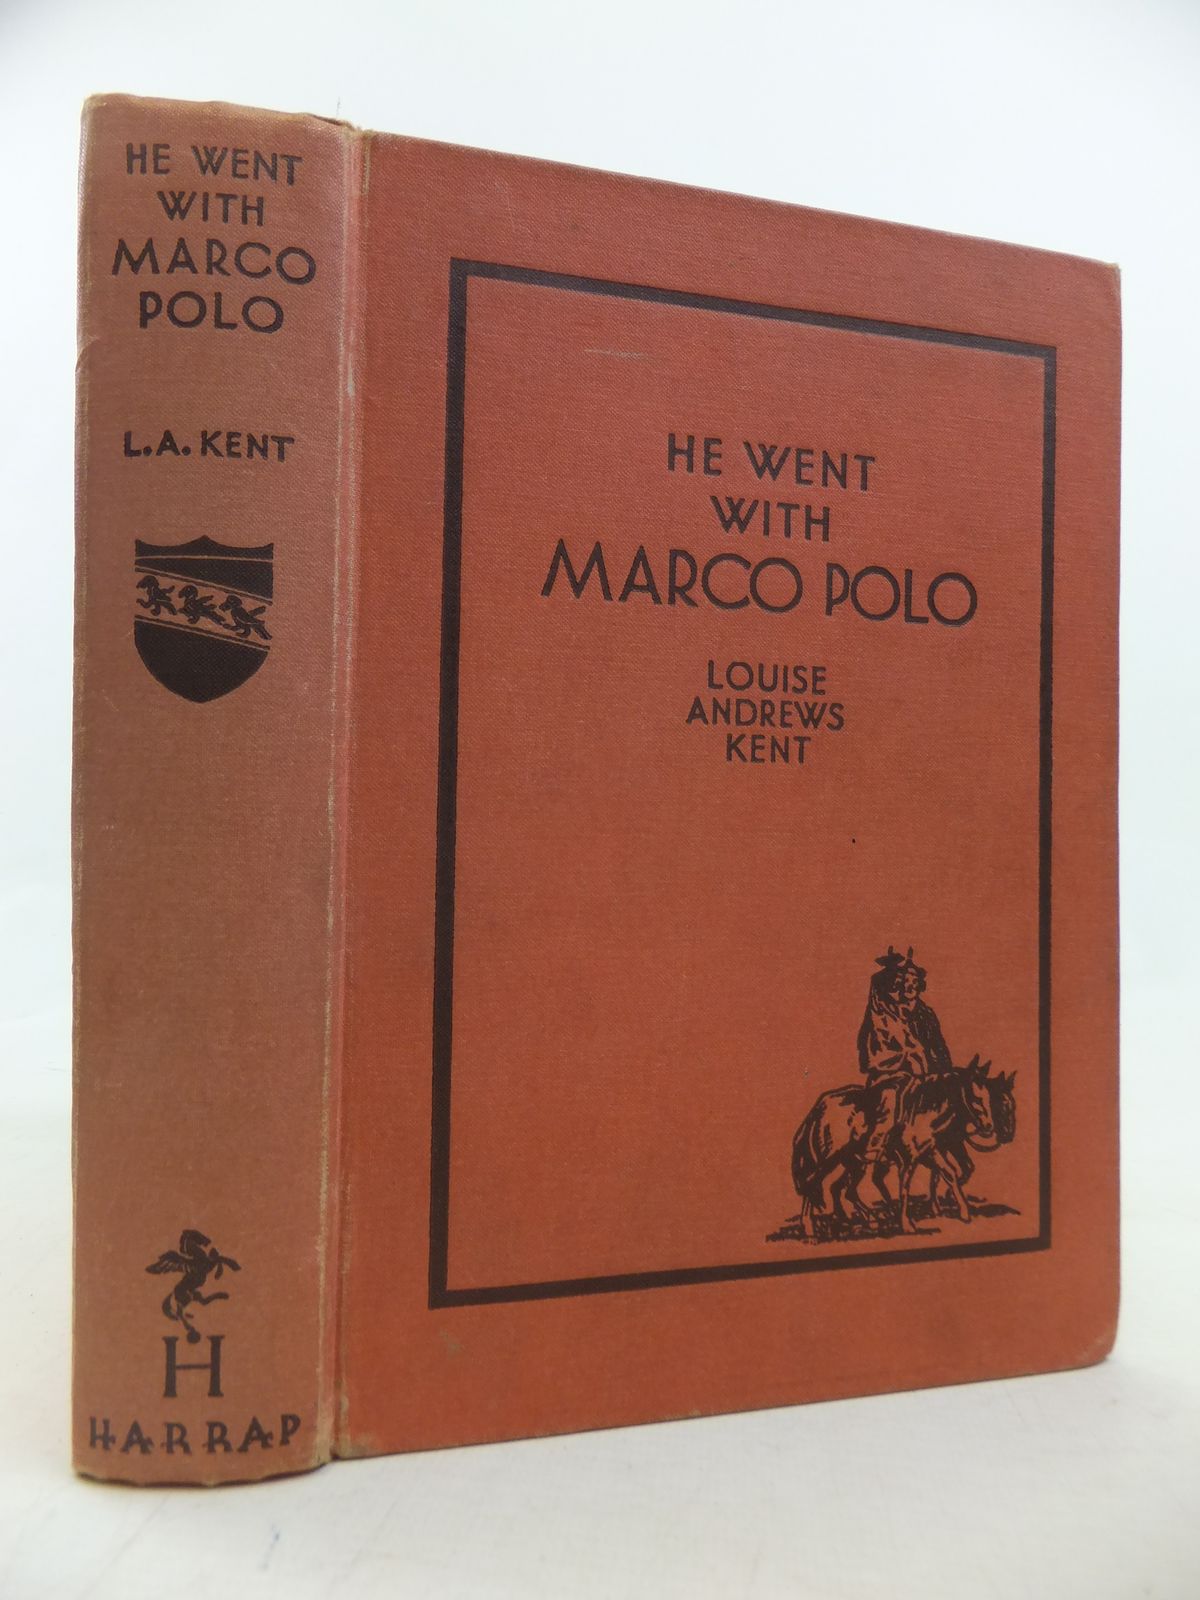 HE WENT
WITH
MARCO
POLO
L.A. KENT
H
HARRAP
HE WENT
WITH
MARCO POLO
LOUISE
ANDREWS
KENT